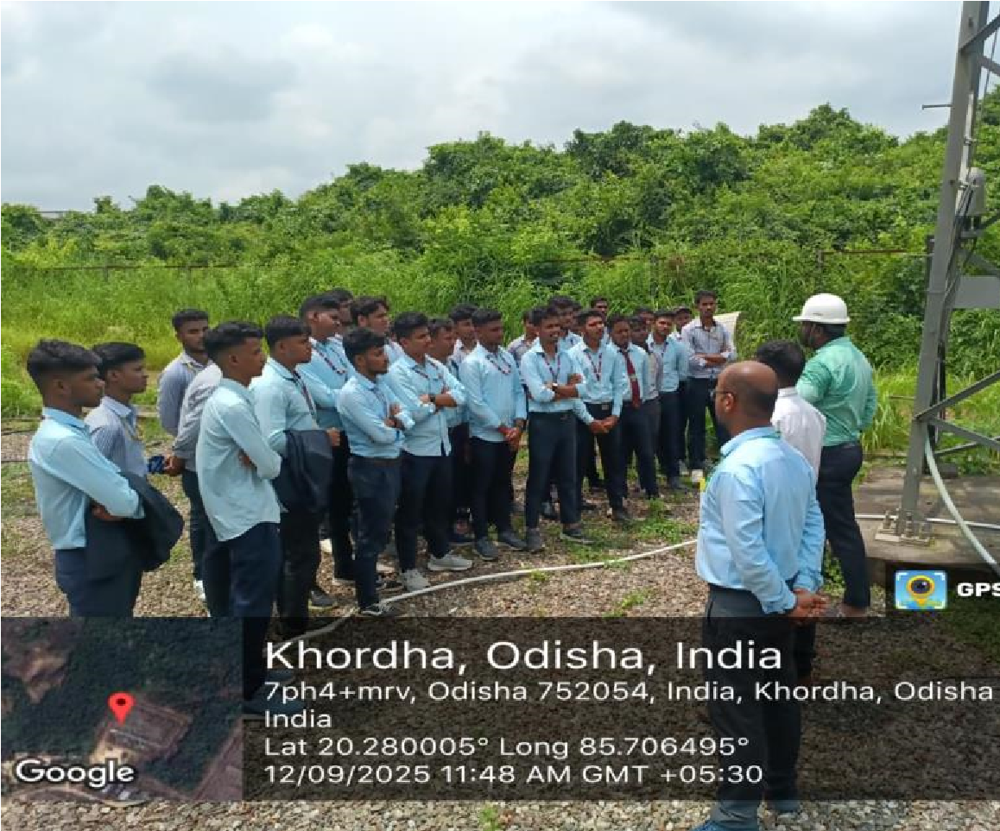 GPS
Khordha, Odisha, India
7ph4+mrv, Odisha 752054, India, Khordha, Odisha
India
Lat 20.280005° Long 85.706495°
12/09/2025 11:48 AM GMT +05:30
Google